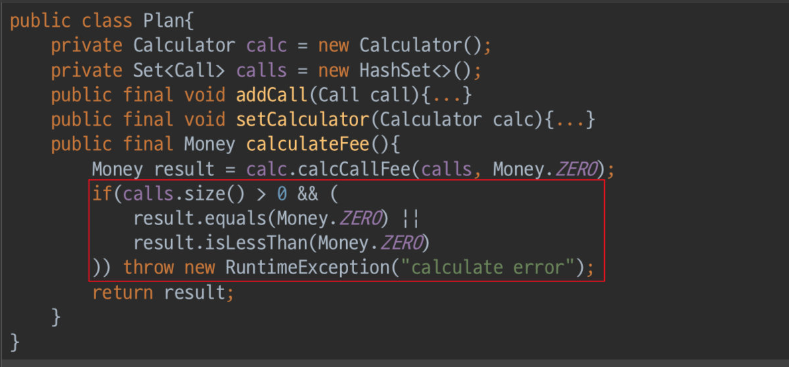 public class Plan{
    private Calculator calc = new Calculator();
    private Set<Call> calls = new HashSet<>();
    public final void addCall(Call call){...}
    public final void setCalculator(Calculator calc){...}
    public final Money calculateFee(){
        Money result = calc.calcCallFee(calls, Money.ZERO);
        if(calls.size() > 0 && (
            result.equals(Money.ZERO) ||
            result.isLessThan(Money.ZERO)
        )) throw new RuntimeException("calculate error");
        return result;
    }
}